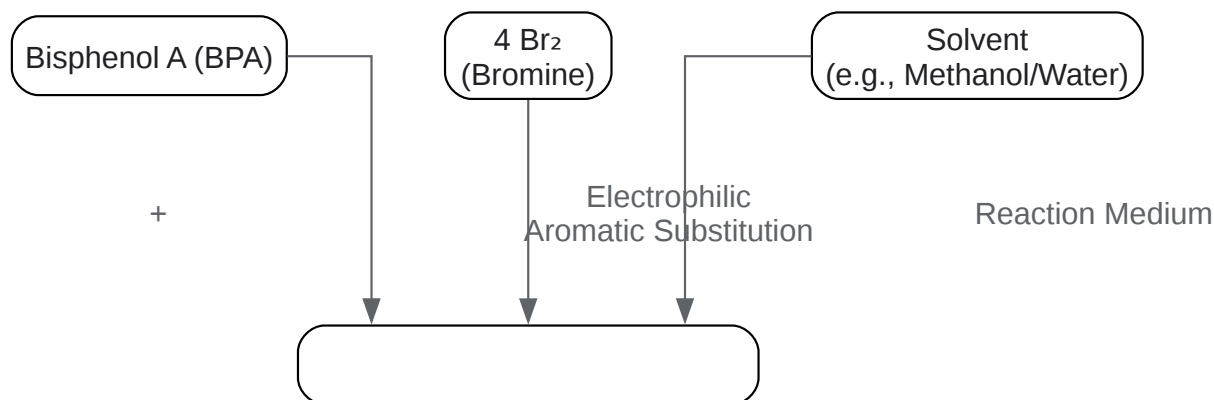 Bisphenol A (BPA)
4 Br₂
(Bromine)
Solvent
(e.g., Methanol/Water)
+
Electrophilic
Aromatic Substitution
Reaction Medium